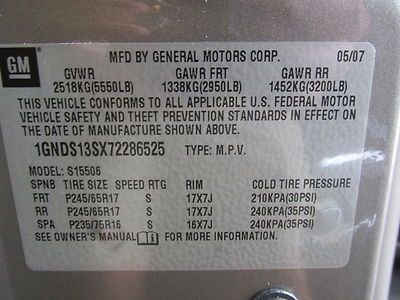 GM
MFD BY GENERAL MOTORS CORP. 05/07
GVWR GAWR FRT GAWR RR
2518KG(5550LB) 1338KG(2950LB) 1452KG(3200LB)
THIS VEHICLE CONFORMS TO ALL APPLICABLE U.S. FEDERAL MOTOR
VEHICLE SAFETY AND THEFT PREVENTION STANDARDS IN EFFECT ON
THE DATE OF MANUFACTURE SHOWN ABOVE.
1GNDS13SX72286525 TYPE: M.P.V.
MODEL: S15506
SPNB TIRE SIZE SPEED RTG RIM COLD TIRE PRESSURE
FRT P245/65R17 S 17X7J 210KPA(30PSI)
RR P245/65R17 S 17X7J 240KPA(35PSI)
SPA P235/75R16 S 16X7J 240KPA(35PSI)
SEE OWNER'S MANUAL FOR MORE INFORMATION.